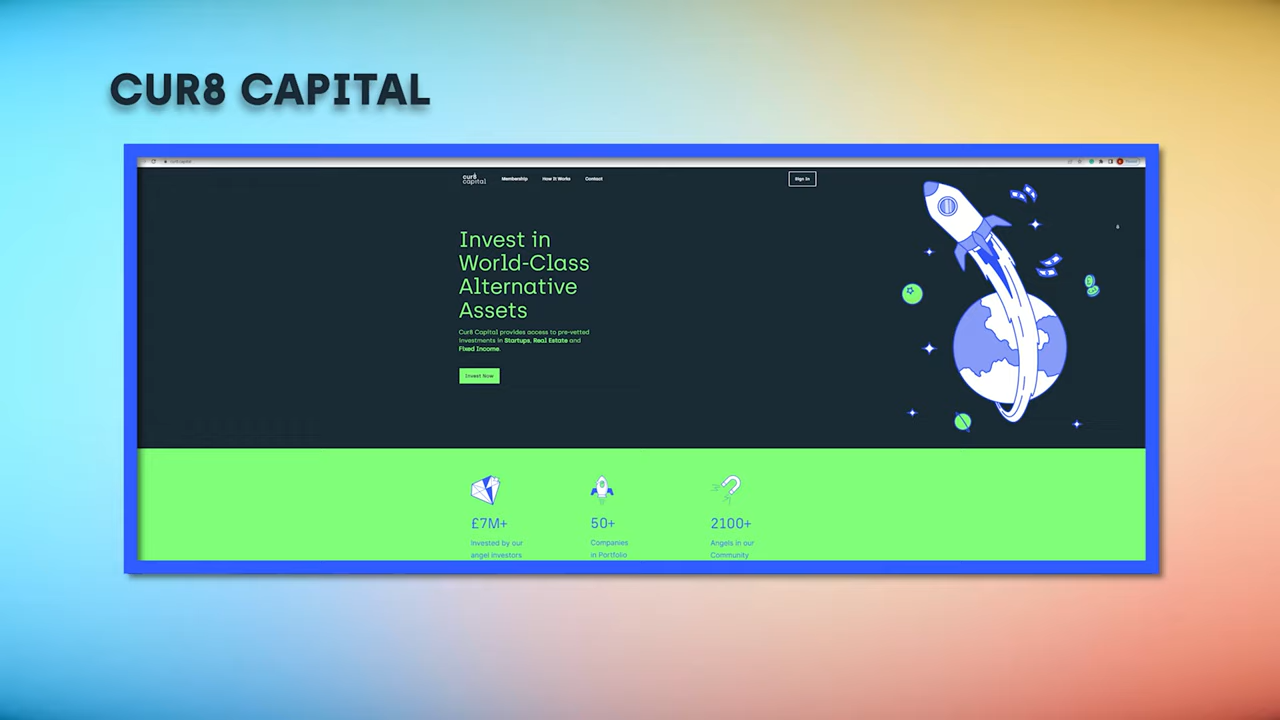 CUR8 CAPITAL
cur8.capital
cur8
capital
Membership
How It Works
Contact
Sign In
Invest in
World-Class
Alternative
Assets
Cur8 Capital provides access to pre-vetted
Investments in Startups, Real Estate and
Fixed Income.
Invest Now
£7M+
50+
2100+
Invested by our
angel investors
Companies
in Portfolio
Angels in our
Community